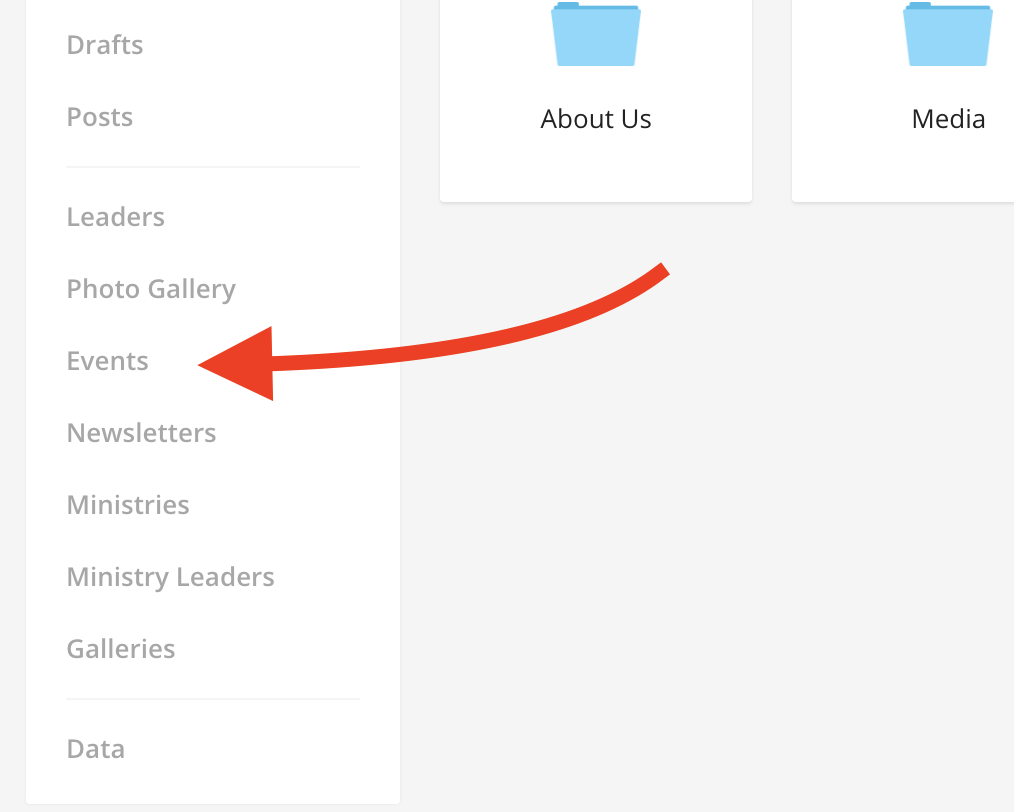 Drafts
Posts
Leaders
Photo Gallery
Events
Newsletters
Ministries
Ministry Leaders
Galleries
Data
About Us
Media